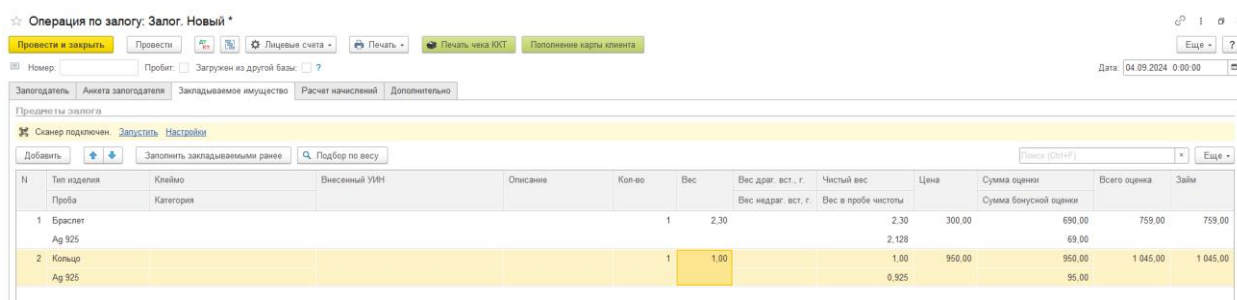 Операция по залогу: Залог. Новый *
Провести и закрыть Провести Дт Кт Лицевые счета Печать Печать чека ККТ Пополнение карты клиента Еще ?
Номер: Пробит: Загружен из другой базы: ? Дата: 04.09.2024 0:00:00
Залогодатель Анкета залогодателя Закладываемое имущество Расчет начислений Дополнительно
Предметы залога
Сканер подключен. Запустить Настройки
Добавить Заполнить закладываемыми ранее Подбор по весу Поиск (Ctrl+F) × Еще
N Тип изделия Клеймо Внесенный УИН Описание Кол-во Вес Вес драг. вст., г. Чистый вес Цена Сумма оценки Всего оценка Займ
Проба Категория Вес недраг. вст, г. Вес в пробе чистоты Сумма бонусной оценки
1 Браслет 1 2,30 2,30 300,00 690,00 759,00 759,00
Ag 925 2,128 69,00
2 Кольцо 1 1,00 1,00 950,00 950,00 1 045,00 1 045,00
Ag 925 0,925 95,00